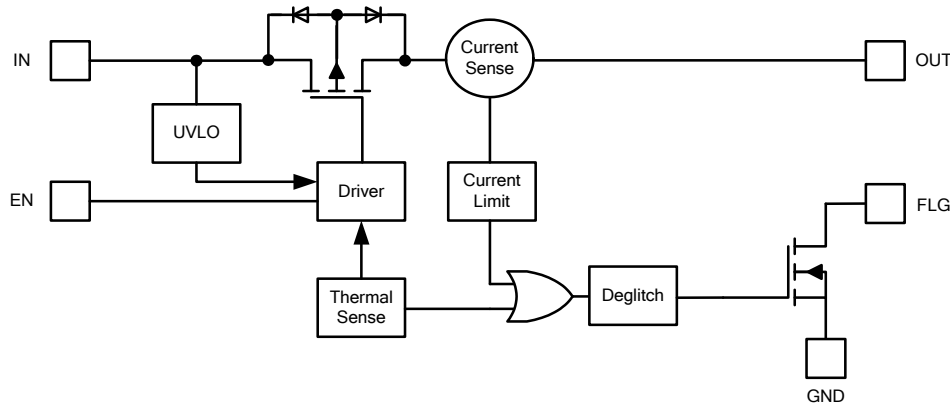 IN
Current
Sense
OUT
UVLO
EN
Driver
Current
Limit
FLG
Thermal
Sense
Deglitch
GND